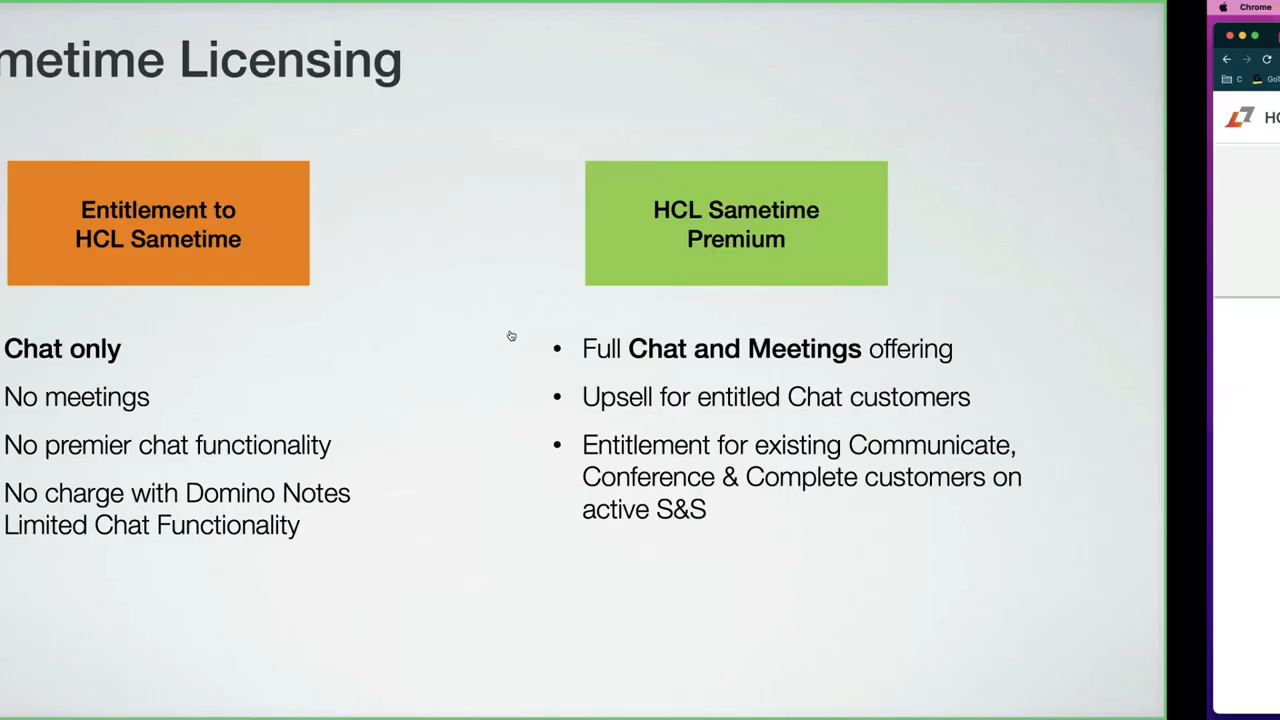 metime Licensing
Entitlement to
HCL Sametime
Chat only
No meetings
No premier chat functionality
No charge with Domino Notes
Limited Chat Functionality
HCL Sametime
Premium
• Full Chat and Meetings offering
• Upsell for entitled Chat customers
• Entitlement for existing Communicate,
Conference & Complete customers on
active S&S
Chrome
C
GoT
HC